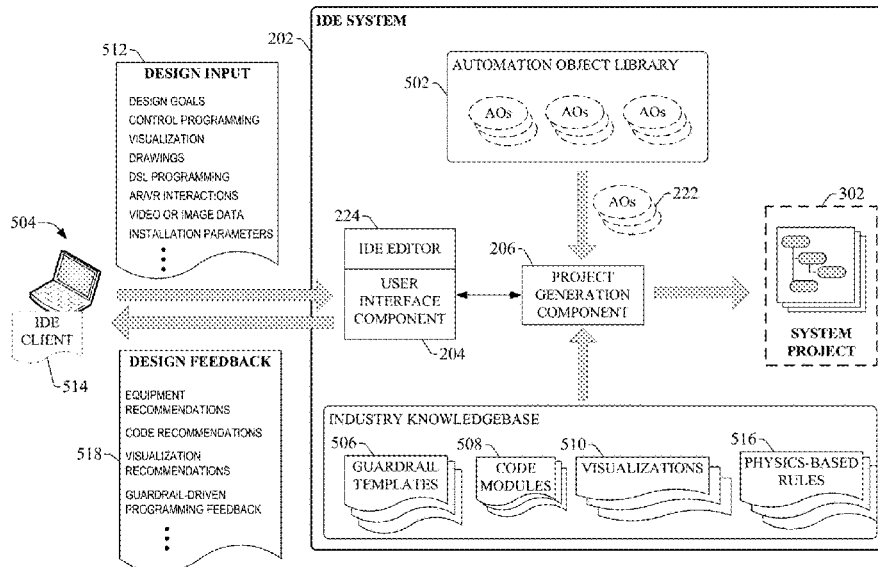 IDE SYSTEM
202
512
DESIGN INPUT
DESIGN GOALS
CONTROL PROGRAMMING
VISUALIZATION
DRAWINGS
DSL PROGRAMMING
AR/VR INTERACTIONS
VIDEO OR IMAGE DATA
INSTALLATION PARAMETERS
502
AUTOMATION OBJECT LIBRARY
AOs
AOs
AOs
AOs
222
504
IDE CLIENT
514
224
IDE EDITOR
USER
INTERFACE
COMPONENT
204
206
PROJECT
GENERATION
COMPONENT
302
SYSTEM
PROJECT
518
DESIGN FEEDBACK
EQUIPMENT
RECOMMENDATIONS
CODE RECOMMENDATIONS
VISUALIZATION
RECOMMENDATIONS
GUARDRAIL-DRIVEN
PROGRAMMING FEEDBACK
INDUSTRY KNOWLEDGEBASE
506
GUARDRAIL
TEMPLATES
508
CODE
MODULES
510
VISUALIZATIONS
516
PHYSICS-BASED
RULES